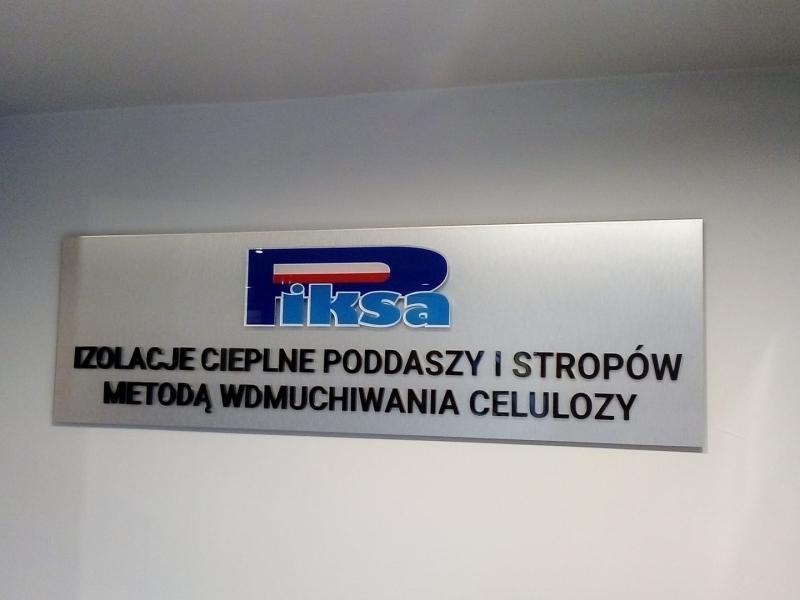 Piksa
IZOLACJE CIEPLNE PODDASZY I STROPÓW
METODĄ WDMUCHIWANIA CELULOZY